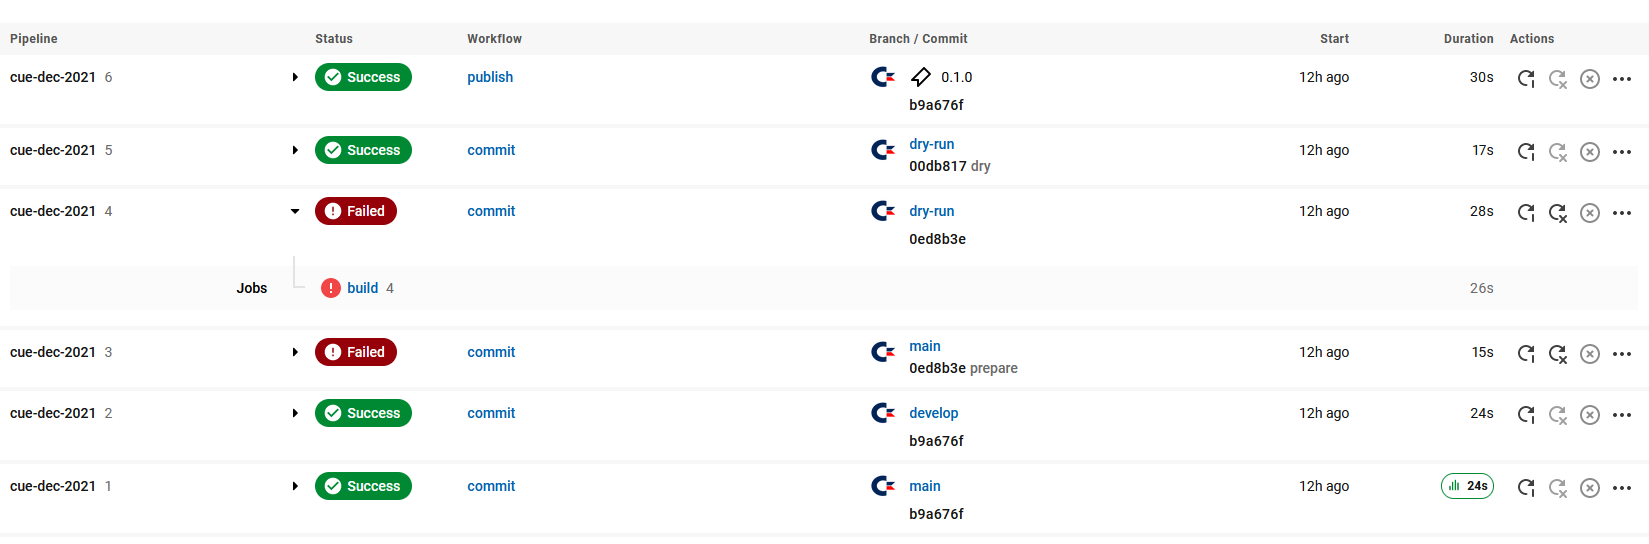 Pipeline Status Workflow Branch / Commit Start Duration Actions
cue-dec-2021 6 Success publish 0.1.0 12h ago 30s
b9a676f
cue-dec-2021 5 Success commit dry-run 12h ago 17s
00db817 dry
cue-dec-2021 4 Failed commit dry-run 12h ago 28s
0ed8b3e
Jobs build 4 26s
cue-dec-2021 3 Failed commit main 12h ago 15s
0ed8b3e prepare
cue-dec-2021 2 Success commit develop 12h ago 24s
b9a676f
cue-dec-2021 1 Success commit main 12h ago 24s
b9a676f